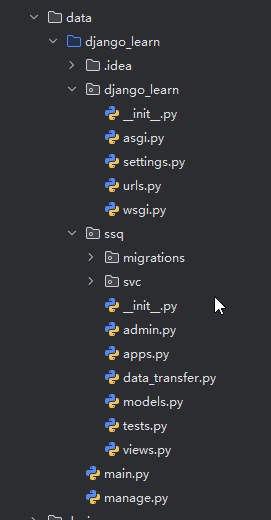 data
django_learn
.idea
django_learn
__init__.py
asgi.py
settings.py
urls.py
wsgi.py
ssq
migrations
svc
__init__.py
admin.py
apps.py
data_transfer.py
models.py
tests.py
views.py
main.py
manage.py